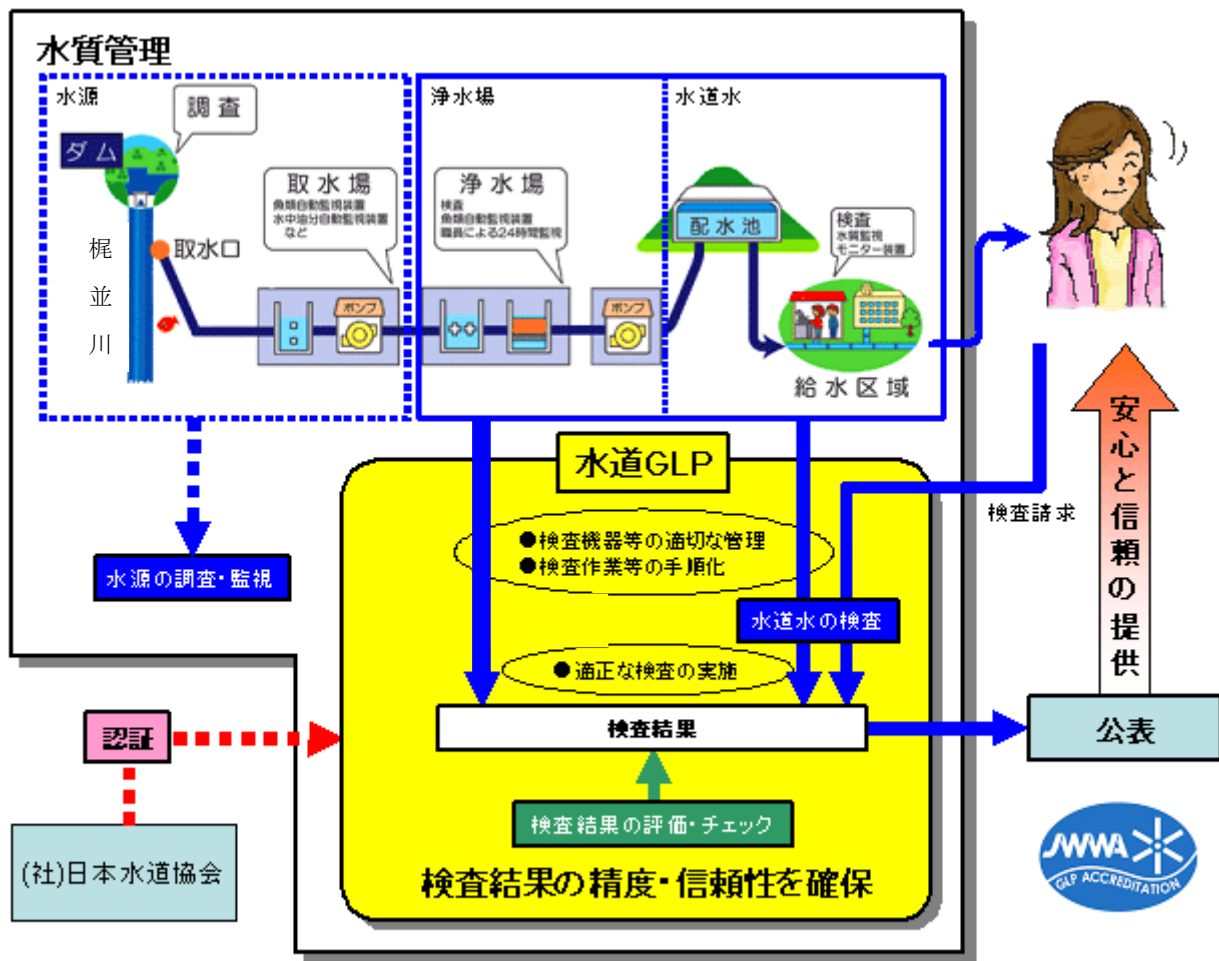 水質管理
水源
調査
ダム
梶
並
川
取水口
取水場
魚類自動監視装置
水中油分自動監視装置
など
ポンプ
浄水場
浄水場
検査
魚類自動監視装置
職員による24時間監視
ポンプ
水道水
配水池
検査
水質監視
モニター装置
給水区域
水源の調査・監視
水道GLP
●検査機器等の適切な管理
●検査作業等の手順化
水道水の検査
●適正な検査の実施
検査結果
検査結果の評価・チェック
検査結果の精度・信頼性を確保
検査請求
安心と信頼の提供
公表
認証
(社)日本水道協会
JWWA
GLP ACCREDITATION